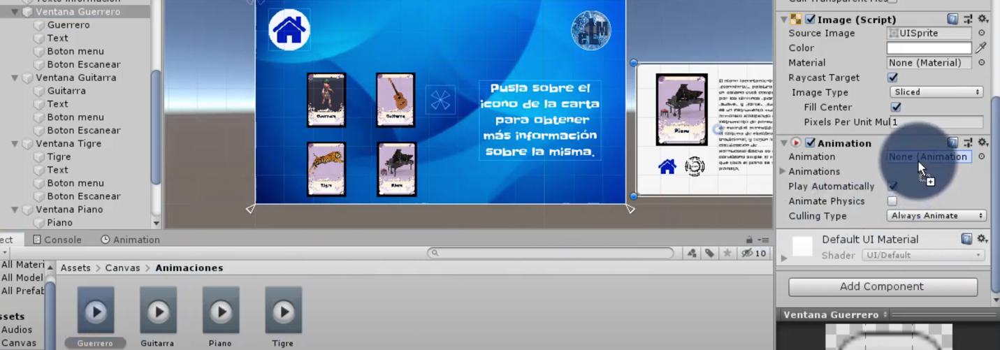 Ventana Guerrero
Guerrero
Text
Boton menu
Boton Escanear
Ventana Guitarra
Guitarra
Text
Boton menu
Boton Escanear
Ventana Tigre
Tigre
Text
Boton menu
Boton Escanear
Ventana Piano
Piano
Guerrero
Guitarra
Tigre
Piano
Pusla sobre el
icono de la carta
para obtener
más información
sobre la misma.
Piano
Image (Script)
Source Image
UISprite
Color
Material
None (Material)
Raycast Target
Image Type
Sliced
Fill Center
Pixels Per Unit Mul
1
Animation
Animation
None (Animation
Animations
Play Automatically
Animate Physics
Culling Type
Always Animate
Default UI Material
Shader
UI/Default
Add Component
Ventana Guerrero
ect
Console
Animation
10
All Materi
All Model
All Prefab
ssets
Audios
Canvas
Assets > Canvas > Animaciones
Guerrero
Guitarra
Piano
Tigre